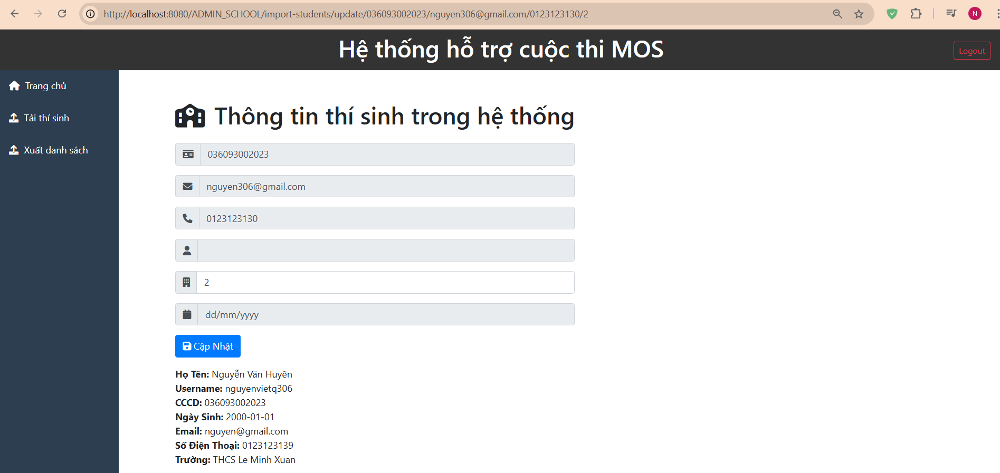 http://localhost:8080/ADMIN_SCHOOL/import-students/update/036093002023/nguyen306@gmail.com/0123123130/2
N
Hệ thống hỗ trợ cuộc thi MOS
Logout
Trang chủ
Tải thí sinh
Xuất danh sách
Thông tin thí sinh trong hệ thống
036093002023
nguyen306@gmail.com
0123123130
2
dd/mm/yyyy
Cập Nhật
Họ Tên: Nguyễn Văn Huyền
Username: nguyenvietq306
CCCD: 036093002023
Ngày Sinh: 2000-01-01
Email: nguyen@gmail.com
Số Điện Thoại: 0123123139
Trường: THCS Le Minh Xuan